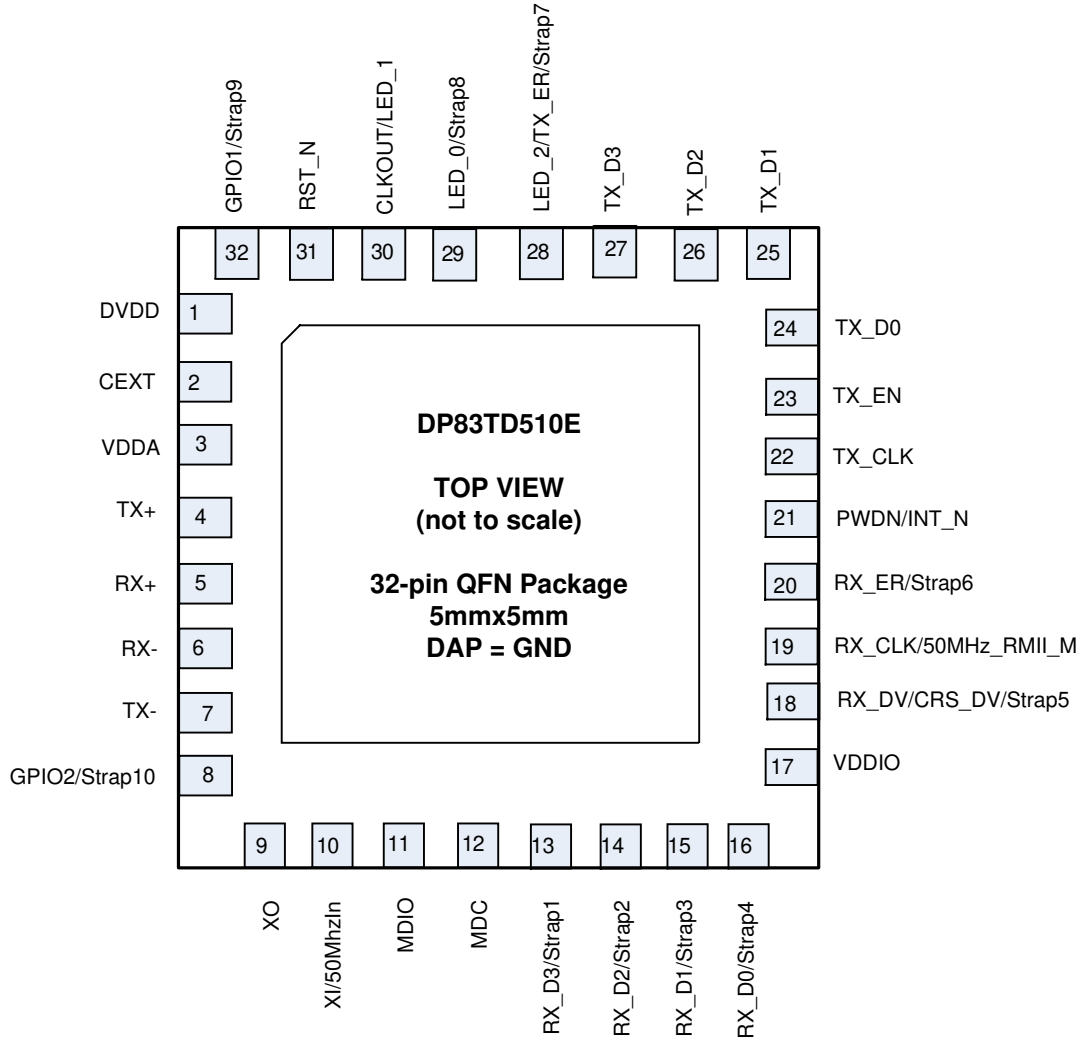 GPIO1/Strap9
RST_N
CLKOUT/LED_1
LED_0/Strap8
LED_2/TX_ER/Strap7
TX_D3
TX_D2
TX_D1
32
31
30
29
28
27
26
25
DVDD
1
CEXT
2
VDDA
3
TX+
4
RX+
5
RX-
6
TX-
7
GPIO2/Strap10
8
DP83TD510E
TOP VIEW
(not to scale)
32-pin QFN Package
5mmx5mm
DAP = GND
24
TX_D0
23
TX_EN
22
TX_CLK
21
PWDN/INT_N
20
RX_ER/Strap6
19
RX_CLK/50MHz_RMII_M
18
RX_DV/CRS_DV/Strap5
17
VDDIO
9
10
11
12
13
14
15
16
XO
XI/50MhzIn
MDIO
MDC
RX_D3/Strap1
RX_D2/Strap2
RX_D1/Strap3
RX_D0/Strap4